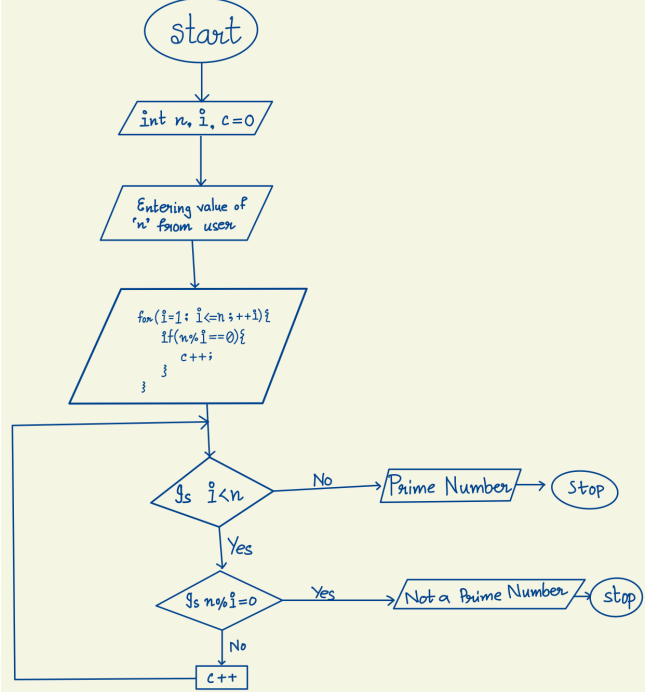 start
int n, i, c=0
Entering value of
'n' from user
for(i=1: i<=n;++i){
if(n%i==0){
c++;
}
}
Is i<n
No
Prime Number
Stop
Yes
Is n%i=0
Yes
Not a Prime Number
stop
No
c++